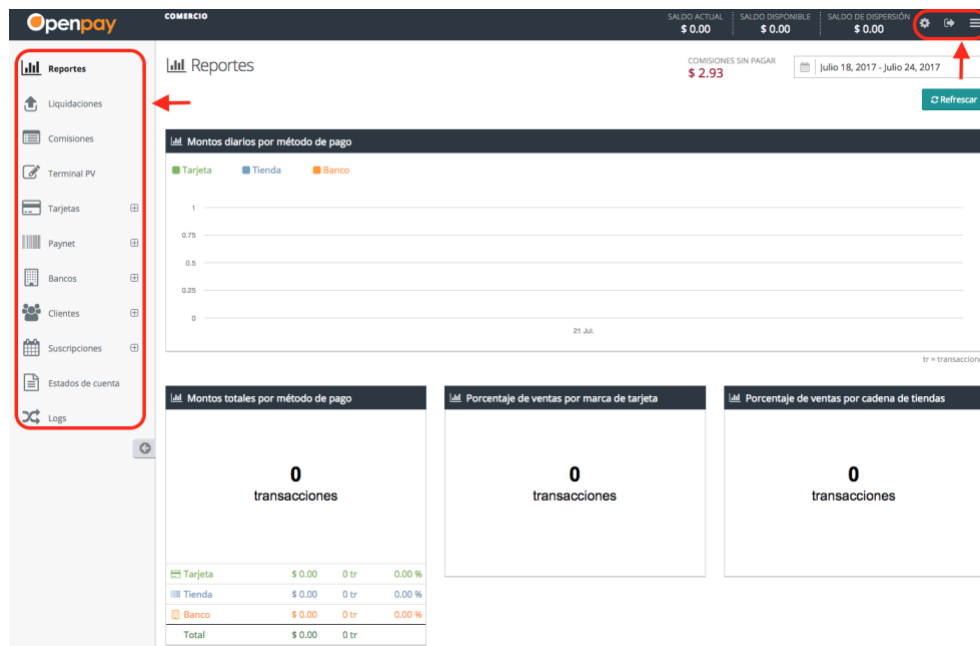 Openpay
COMERCIO
SALDO ACTUAL
$ 0.00
SALDO DISPONIBLE
$ 0.00
SALDO DE DISPERSIÓN
$ 0.00
Reportes
Liquidaciones
Comisiones
Terminal PV
Tarjetas
Paynet
Bancos
Clientes
Suscripciones
Estados de cuenta
Logs
Reportes
COMISIONES SIN PAGAR
$ 2.93
Julio 18, 2017 - Julio 24, 2017
Refrescar
Montos diarios por método de pago
Tarjeta Tienda Banco
1
0.75
0.5
0.25
0
21 Jul.
tr = transaccione
Montos totales por método de pago
0
transacciones
Tarjeta $ 0.00 0 tr 0.00 %
Tienda $ 0.00 0 tr 0.00 %
Banco $ 0.00 0 tr 0.00 %
Total $ 0.00 0 tr
Porcentaje de ventas por marca de tarjeta
0
transacciones
Porcentaje de ventas por cadena de tiendas
0
transacciones